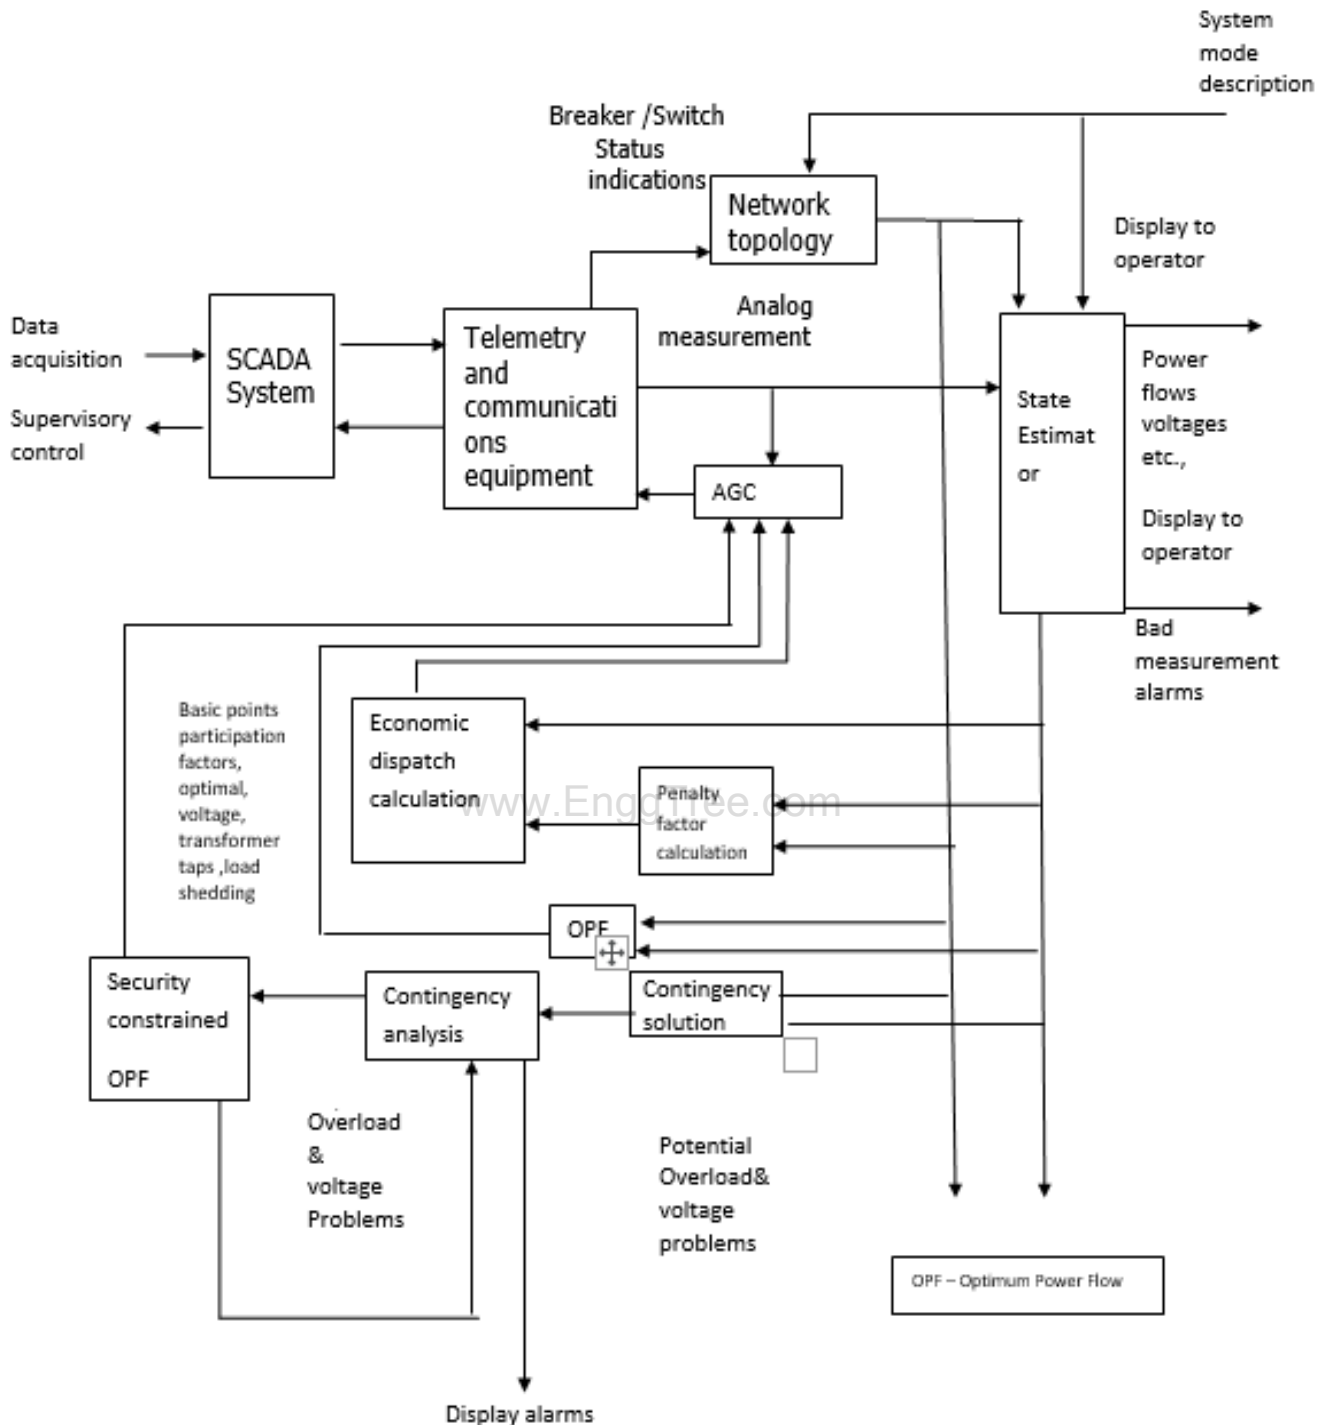 System
mode
description
Breaker /Switch
Status
indications
Network
topology
Display to
operator
Data
acquisition
SCADA
System
Telemetry
and
communicati
ons
equipment
Analog
measurement
Supervisory
control
State
Estimat
or
Power
flows
voltages
etc.,
AGC
Display to
operator
Bad
measurement
alarms
Basic points
participation
factors,
optimal,
voltage,
transformer
taps ,load
shedding
Economic
dispatch
calculation
www.EnggTree.com
Penalty
factor
calculation
OPF
Security
constrained
OPF
Contingency
analysis
Contingency
solution
Overload
&
voltage
Problems
Potential
Overload&
voltage
problems
OPF – Optimum Power Flow
Display alarms